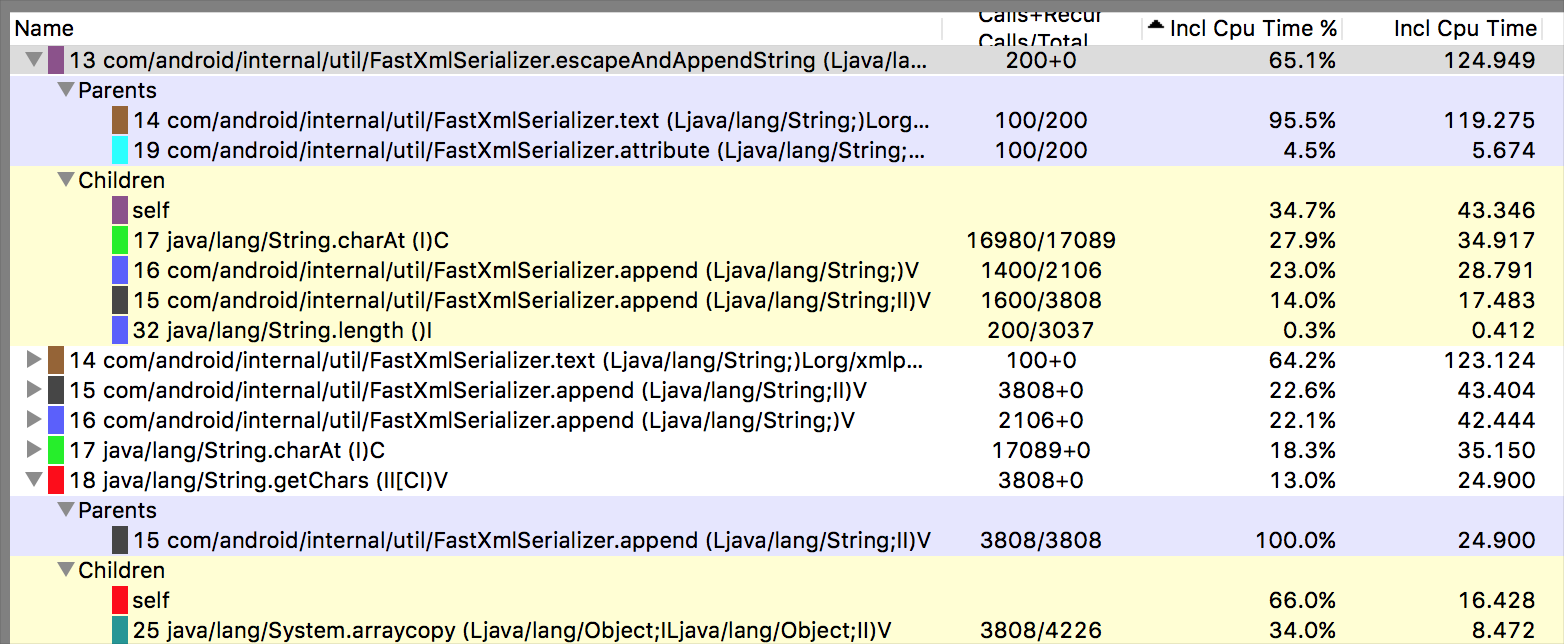 Name Calls+Recur Calls/Total Incl Cpu Time % Incl Cpu Time
13 com/android/internal/util/FastXmlSerializer.escapeAndAppendString (Ljava/la... 200+0 65.1% 124.949
Parents
14 com/android/internal/util/FastXmlSerializer.text (Ljava/lang/String;)Lorg... 100/200 95.5% 119.275
19 com/android/internal/util/FastXmlSerializer.attribute (Ljava/lang/String;... 100/200 4.5% 5.674
Children
self 34.7% 43.346
17 java/lang/String.charAt (I)C 16980/17089 27.9% 34.917
16 com/android/internal/util/FastXmlSerializer.append (Ljava/lang/String;)V 1400/2106 23.0% 28.791
15 com/android/internal/util/FastXmlSerializer.append (Ljava/lang/String;II)V 1600/3808 14.0% 17.483
32 java/lang/String.length ()I 200/3037 0.3% 0.412
14 com/android/internal/util/FastXmlSerializer.text (Ljava/lang/String;)Lorg/xmlp... 100+0 64.2% 123.124
15 com/android/internal/util/FastXmlSerializer.append (Ljava/lang/String;II)V 3808+0 22.6% 43.404
16 com/android/internal/util/FastXmlSerializer.append (Ljava/lang/String;)V 2106+0 22.1% 42.444
17 java/lang/String.charAt (I)C 17089+0 18.3% 35.150
18 java/lang/String.getChars (II[CI)V 3808+0 13.0% 24.900
Parents
15 com/android/internal/util/FastXmlSerializer.append (Ljava/lang/String;II)V 3808/3808 100.0% 24.900
Children
self 66.0% 16.428
25 java/lang/System.arraycopy (Ljava/lang/Object;ILjava/lang/Object;II)V 3808/4226 34.0% 8.472